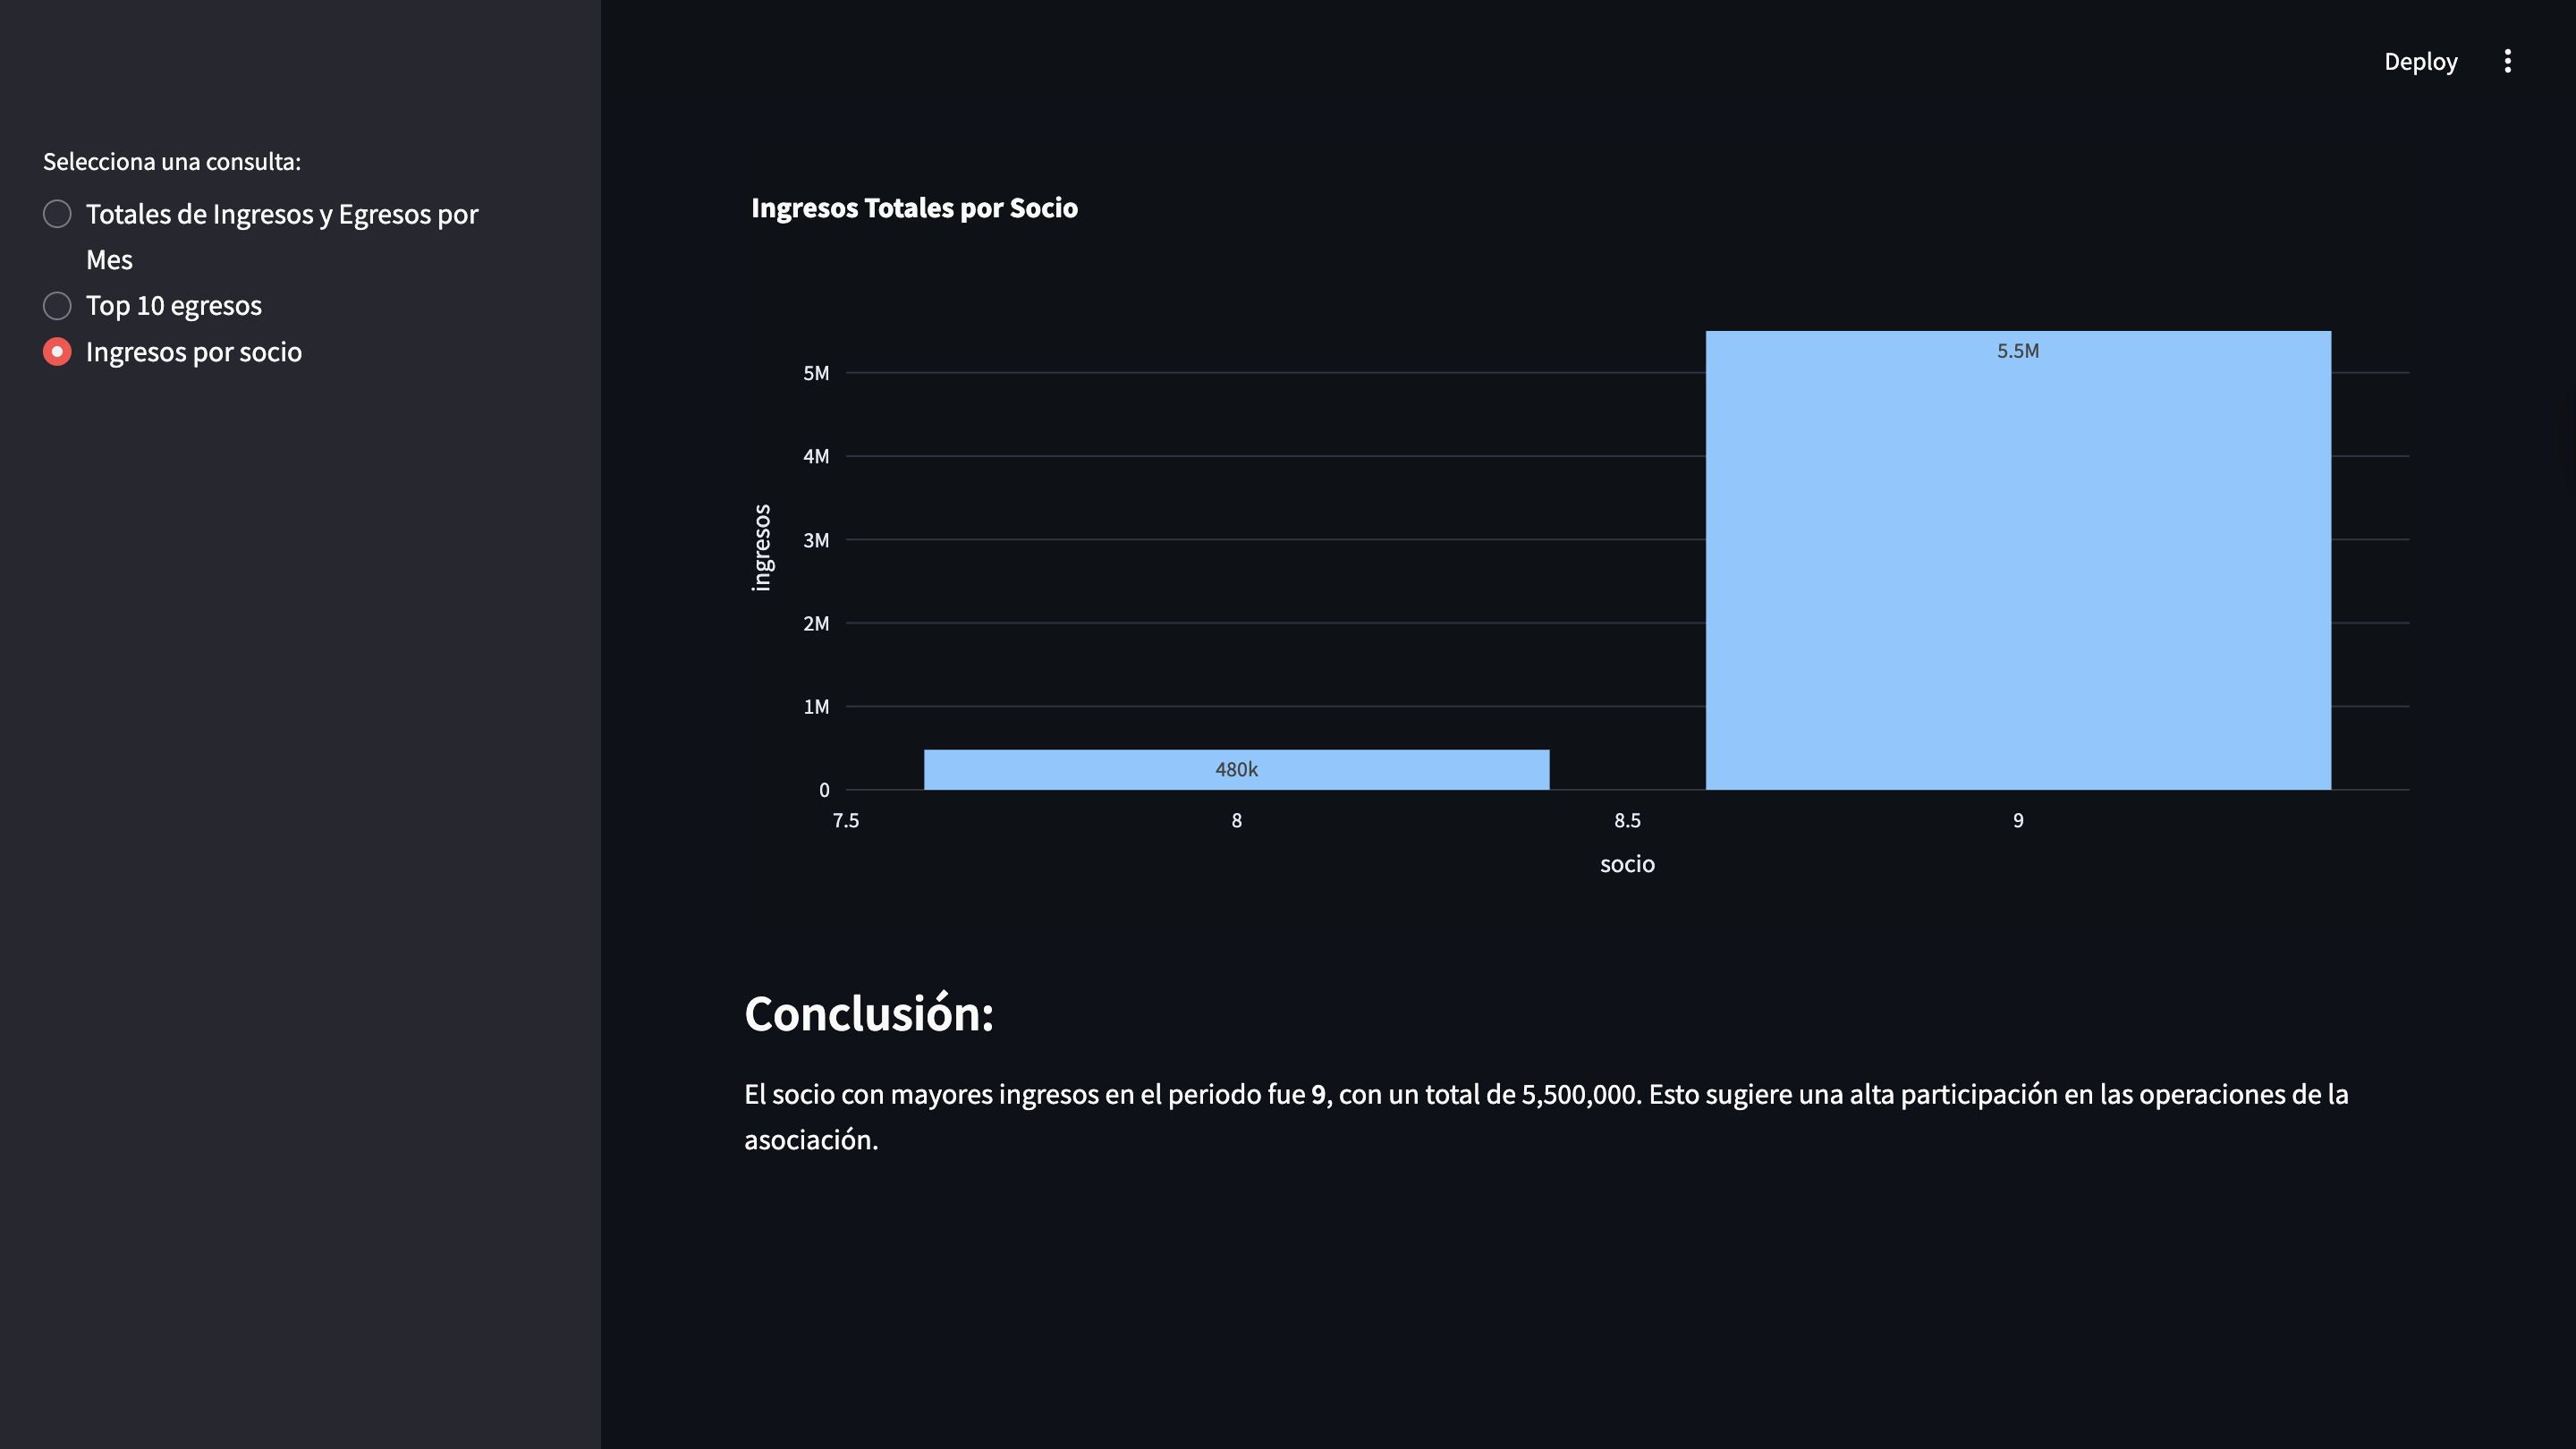 Deploy
Selecciona una consulta:
Totales de Ingresos y Egresos por
Mes
Top 10 egresos
Ingresos por socio
Ingresos Totales por Socio
ingresos
5M
4M
3M
2M
1M
0
5.5M
480k
7.5
8
8.5
9
socio
Conclusión:
El socio con mayores ingresos en el periodo fue 9, con un total de 5,500,000. Esto sugiere una alta participación en las operaciones de la
asociación.